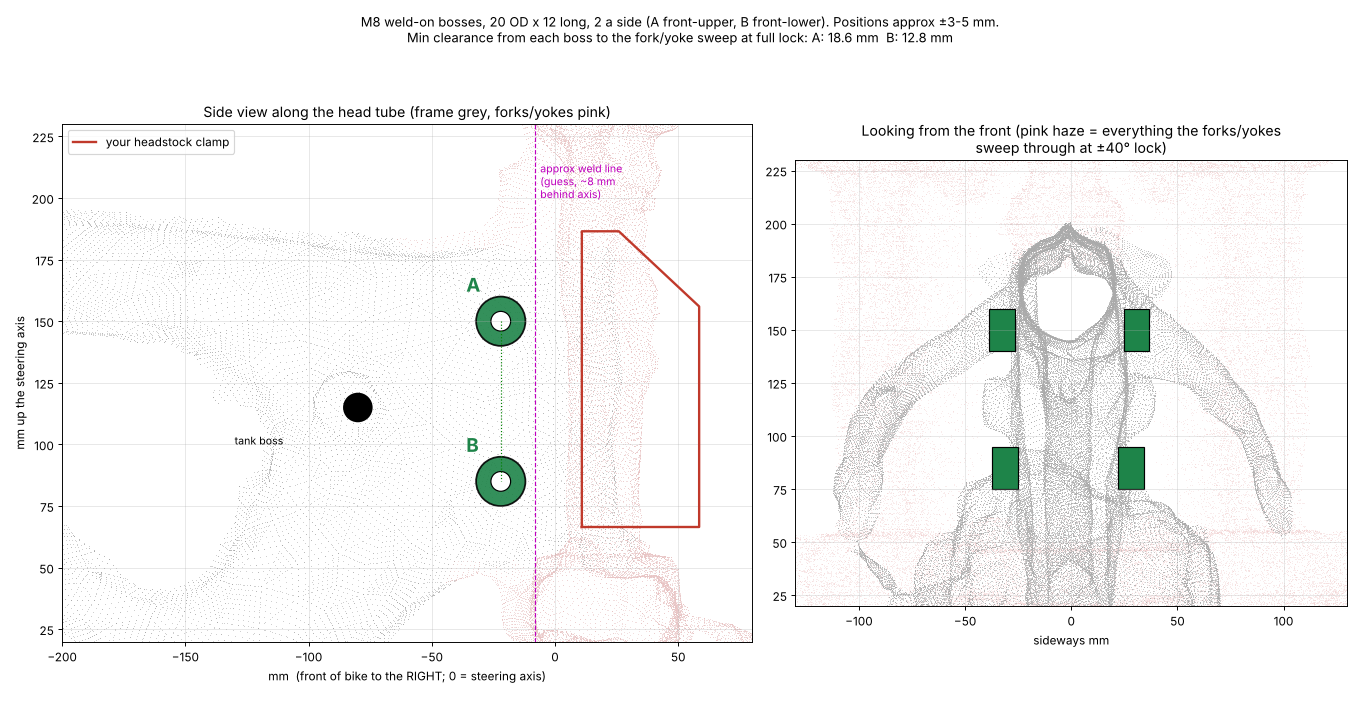 M8 weld-on bosses, 20 OD x 12 long, 2 a side (A front-upper, B front-lower). Positions approx ±3-5 mm.
Min clearance from each boss to the fork/yoke sweep at full lock: A: 18.6 mm  B: 12.8 mm
Side view along the head tube (frame grey, forks/yokes pink)
your headstock clamp
approx weld line
(guess, ~8 mm
behind axis)
A
B
tank boss
225
200
175
150
125
100
75
50
25
mm up the steering axis
−200
−150
−100
−50
0
50
mm  (front of bike to the RIGHT; 0 = steering axis)
Looking from the front (pink haze = everything the forks/yokes
sweep through at ±40° lock)
225
200
175
150
125
100
75
50
25
−100
−50
0
50
100
sideways mm